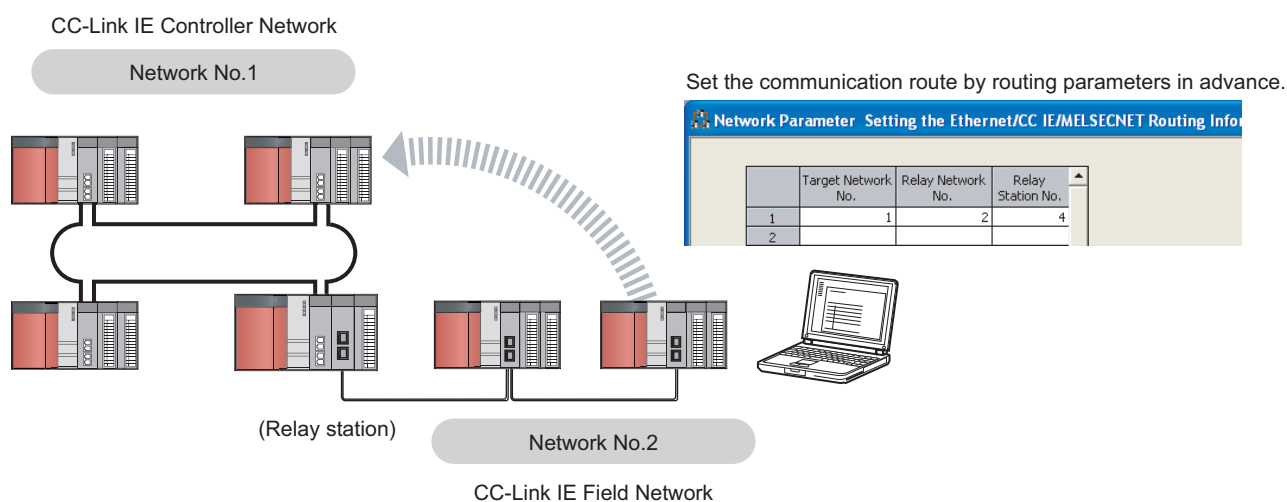 CC-Link IE Controller Network
Network No.1
Set the communication route by routing parameters in advance.
Network Parameter Setting the Ethernet/CC IE/MELSECNET Routing Infor
Target Network No.
Relay Network No.
Relay Station No.
1 1 2 4
2
(Relay station)
Network No.2
CC-Link IE Field Network